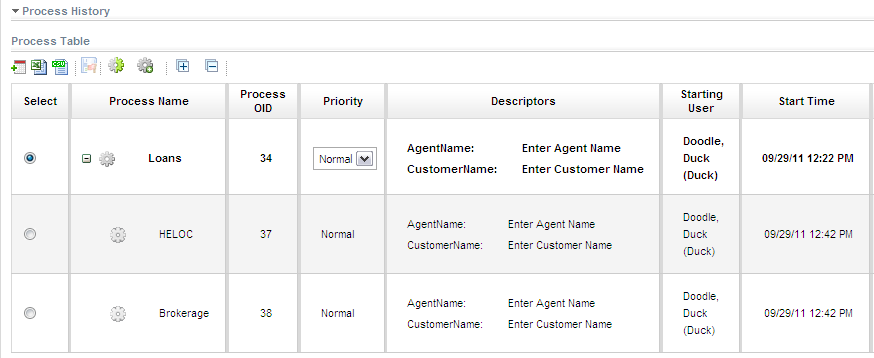 Process History
Process Table
Select Process Name Process OID Priority Descriptors Starting User Start Time
Loans 34 Normal AgentName: Enter Agent Name CustomerName: Enter Customer Name Doodle, Duck (Duck) 09/29/11 12:22 PM
HELOC 37 Normal AgentName: Enter Agent Name CustomerName: Enter Customer Name Doodle, Duck (Duck) 09/29/11 12:42 PM
Brokerage 38 Normal AgentName: Enter Agent Name CustomerName: Enter Customer Name Doodle, Duck (Duck) 09/29/11 12:42 PM